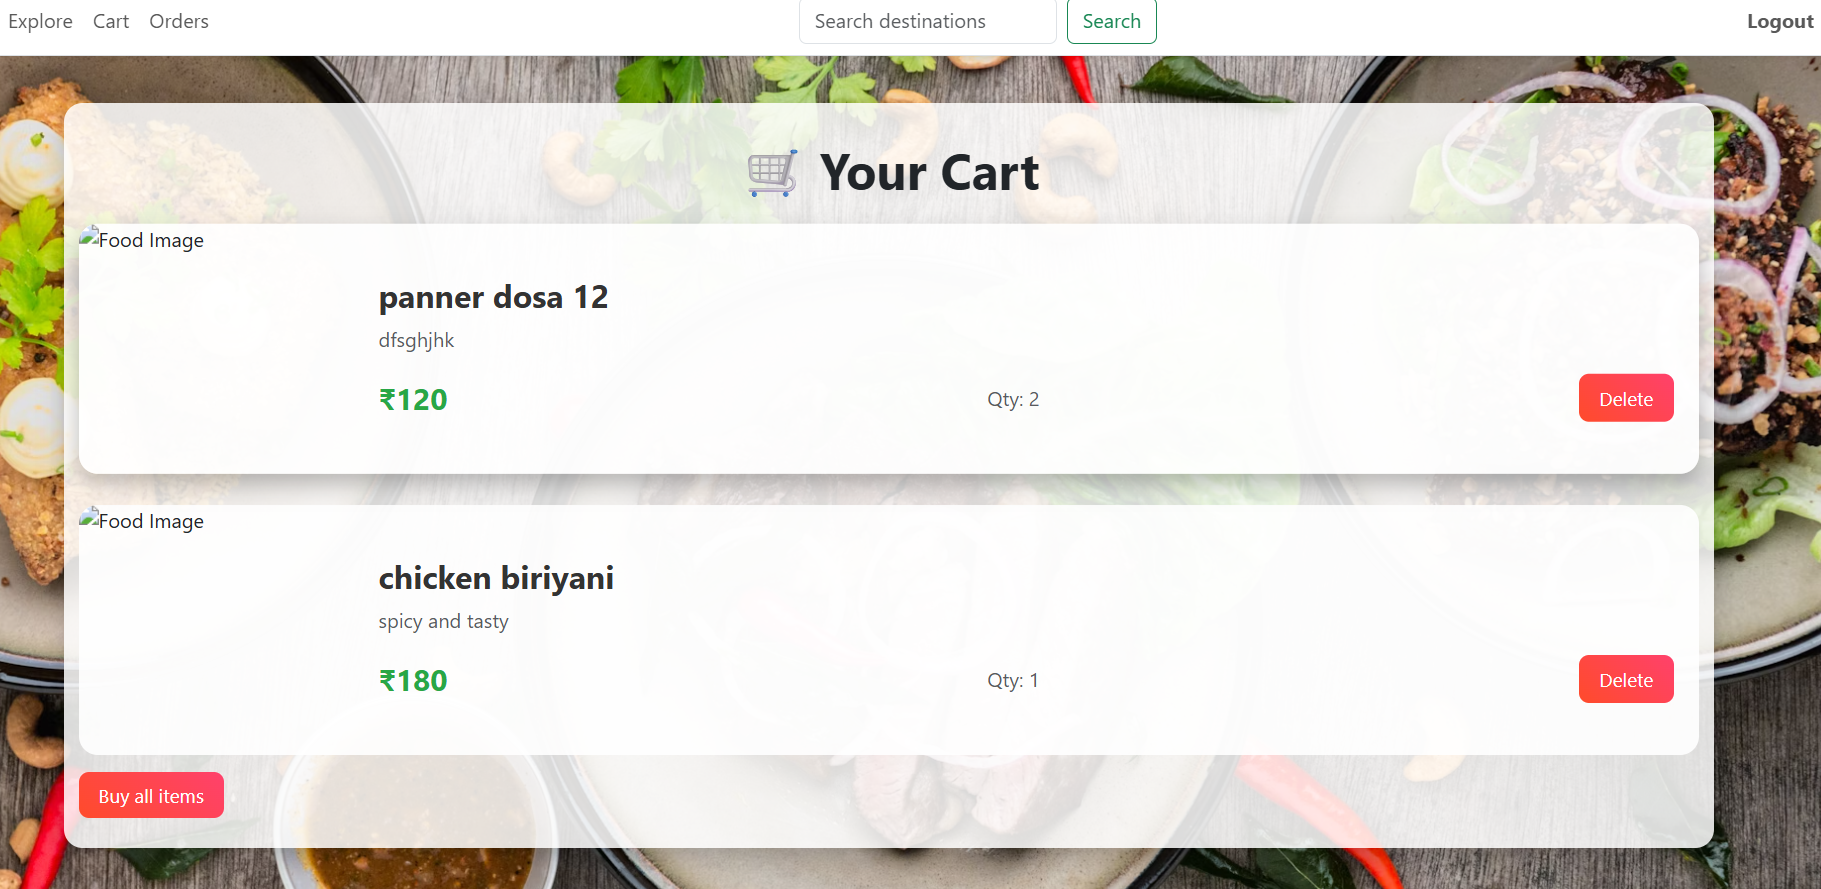 Explore Cart Orders Search destinations Search Logout
Your Cart
Food Image
panner dosa 12
dfsghjhk
₹120 Qty: 2 Delete
Food Image
chicken biriyani
spicy and tasty
₹180 Qty: 1 Delete
Buy all items